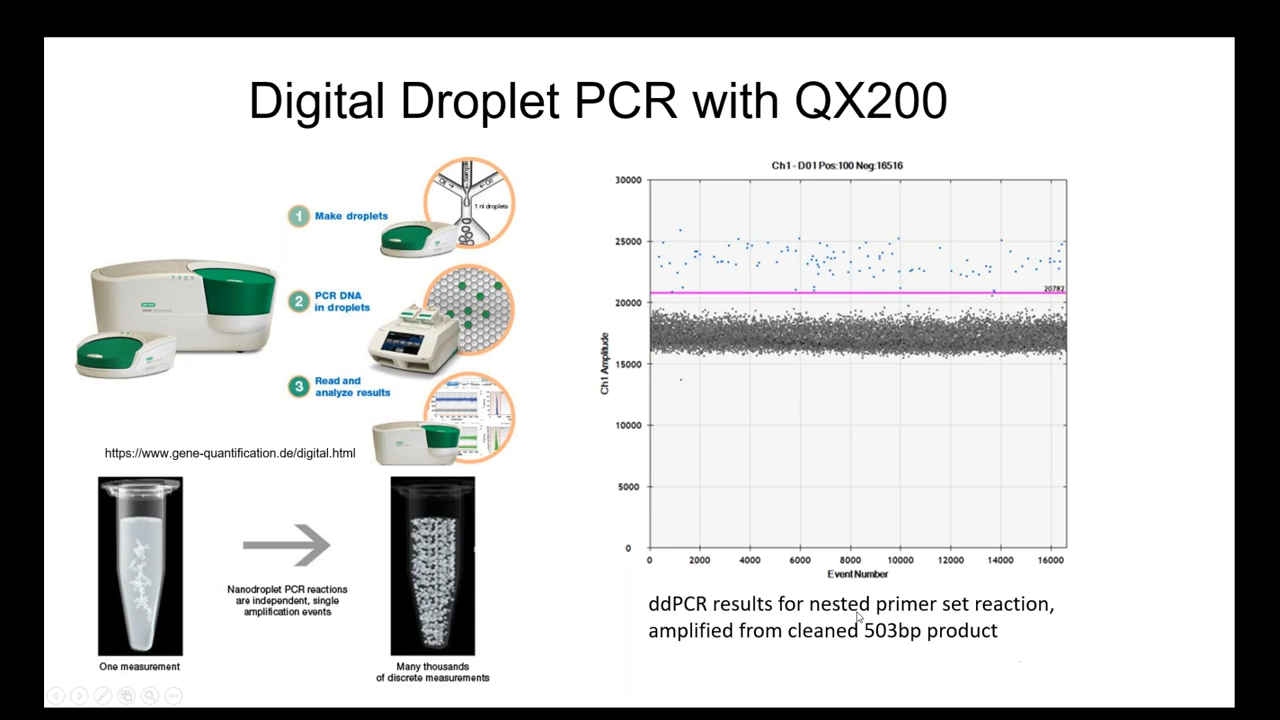 Digital Droplet PCR with QX200
1 Make droplets
Sample
Oil
Oil
1 nl droplets
2 PCR DNA
in droplets
3 Read and
analyze results
https://www.gene-quantification.de/digital.html
Nanodroplet PCR reactions
are independent, single
amplification events
One measurement
Many thousands
of discrete measurements
Ch1 - D01 Pos:100 Neg:16516
30000
25000
20782
20000
15000
10000
5000
0
Ch1 Amplitude
0 2000 4000 6000 8000 10000 12000 14000 16000
Event Number
ddPCR results for nested primer set reaction,
amplified from cleaned 503bp product